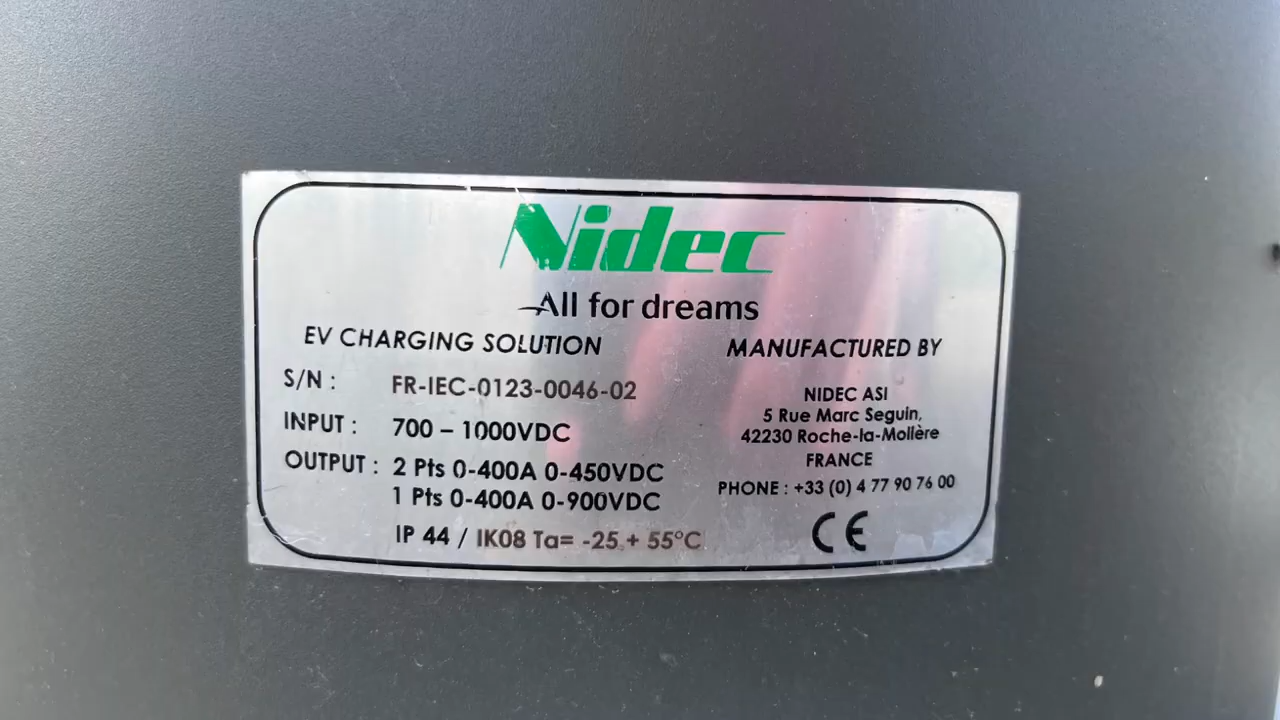 Nidec
All for dreams
EV CHARGING SOLUTION
S/N : FR-IEC-0123-0046-02
INPUT : 700 – 1000VDC
OUTPUT : 2 Pts 0-400A 0-450VDC
1 Pts 0-400A 0-900VDC
IP 44 / IK08 Ta= -25 + 55°C
MANUFACTURED BY
NIDEC ASI
5 Rue Marc Seguin,
42230 Roche-la-Molière
FRANCE
PHONE : +33 (0) 4 77 90 76 00
CE